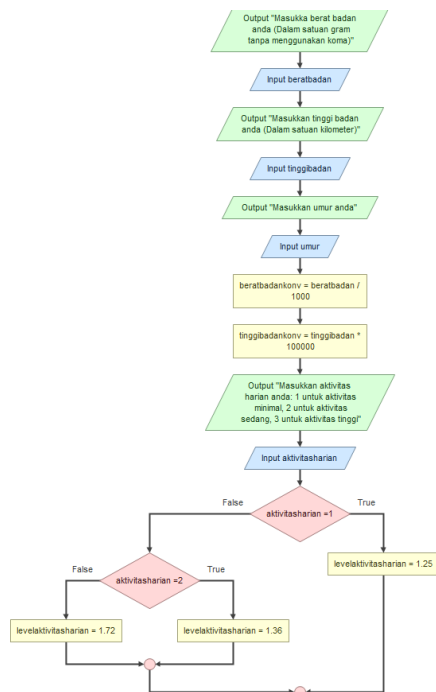 Output "Masukka berat badan
anda (Dalam satuan gram
tanpa menggunakan koma)"
Input beratbadan
Output "Masukkan tinggi badan
anda (Dalam satuan kilometer)"
Input tinggibadan
Output "Masukkan umur anda"
Input umur
beratbadankonv = beratbadan /
1000
tinggibadankonv = tinggibadan *
100000
Output "Masukkan aktivitas
harian anda: 1 untuk aktivitas
minimal, 2 untuk aktivitas
sedang, 3 untuk aktivitas tinggi"
Input aktivitasharian
False
True
aktivitasharian =1
levelaktivitasharian = 1.25
False
True
aktivitasharian =2
levelaktivitasharian = 1.72
levelaktivitasharian = 1.36